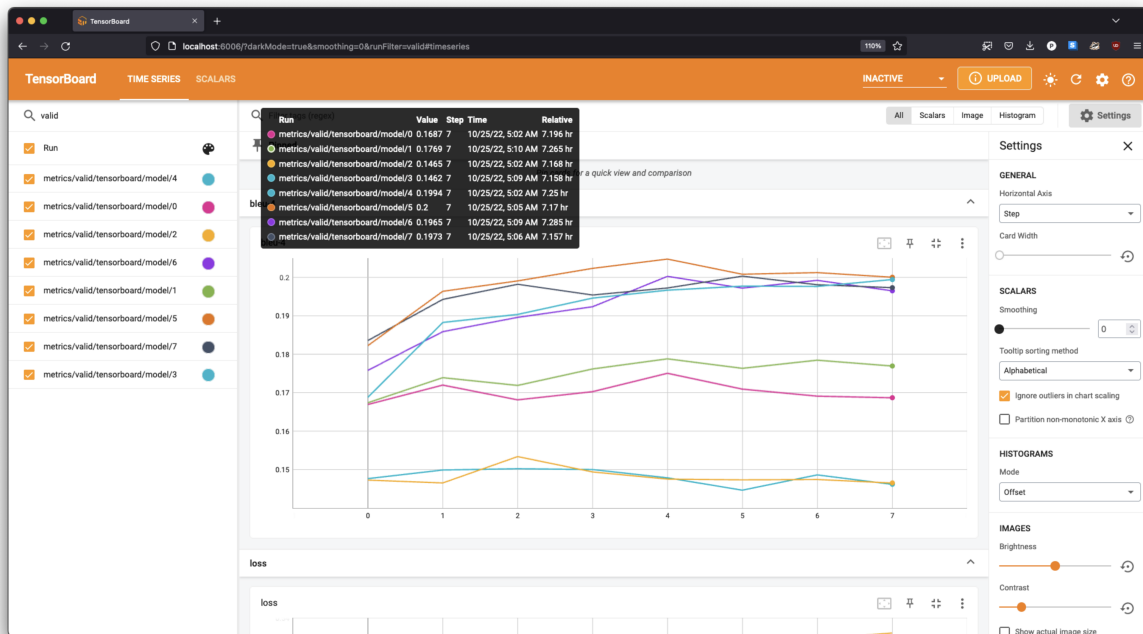 TensorBoard
localhost:6006/?darkMode=true&smoothing=0&runFilter=valid#timeseries
110%
TensorBoard
TIME SERIES
SCALARS
INACTIVE
UPLOAD
valid
All
Scalars
Image
Histogram
Settings
Run
metrics/valid/tensorboard/model/4
metrics/valid/tensorboard/model/0
metrics/valid/tensorboard/model/2
metrics/valid/tensorboard/model/6
metrics/valid/tensorboard/model/1
metrics/valid/tensorboard/model/5
metrics/valid/tensorboard/model/7
metrics/valid/tensorboard/model/3
Run Value Step Time Relative
metrics/valid/tensorboard/model/0 0.1687 7 10/25/22, 5:02 AM 7.196 hr
metrics/valid/tensorboard/model/1 0.1769 7 10/25/22, 5:10 AM 7.265 hr
metrics/valid/tensorboard/model/2 0.1465 7 10/25/22, 5:02 AM 7.168 hr
metrics/valid/tensorboard/model/3 0.1462 7 10/25/22, 5:09 AM 7.158 hr
metrics/valid/tensorboard/model/4 0.1994 7 10/25/22, 5:02 AM 7.25 hr
metrics/valid/tensorboard/model/5 0.2 7 10/25/22, 5:05 AM 7.17 hr
metrics/valid/tensorboard/model/6 0.1965 7 10/25/22, 5:09 AM 7.285 hr
metrics/valid/tensorboard/model/7 0.1973 7 10/25/22, 5:06 AM 7.157 hr
for a quick view and comparison
0.2
0.19
0.18
0.17
0.16
0.15
0 1 2 3 4 5 6 7
loss
loss
Settings
GENERAL
Horizontal Axis
Step
Card Width
SCALARS
Smoothing
0
Tooltip sorting method
Alphabetical
Ignore outliers in chart scaling
Partition non-monotonic X axis
HISTOGRAMS
Mode
Offset
IMAGES
Brightness
Contrast
Show actual image size